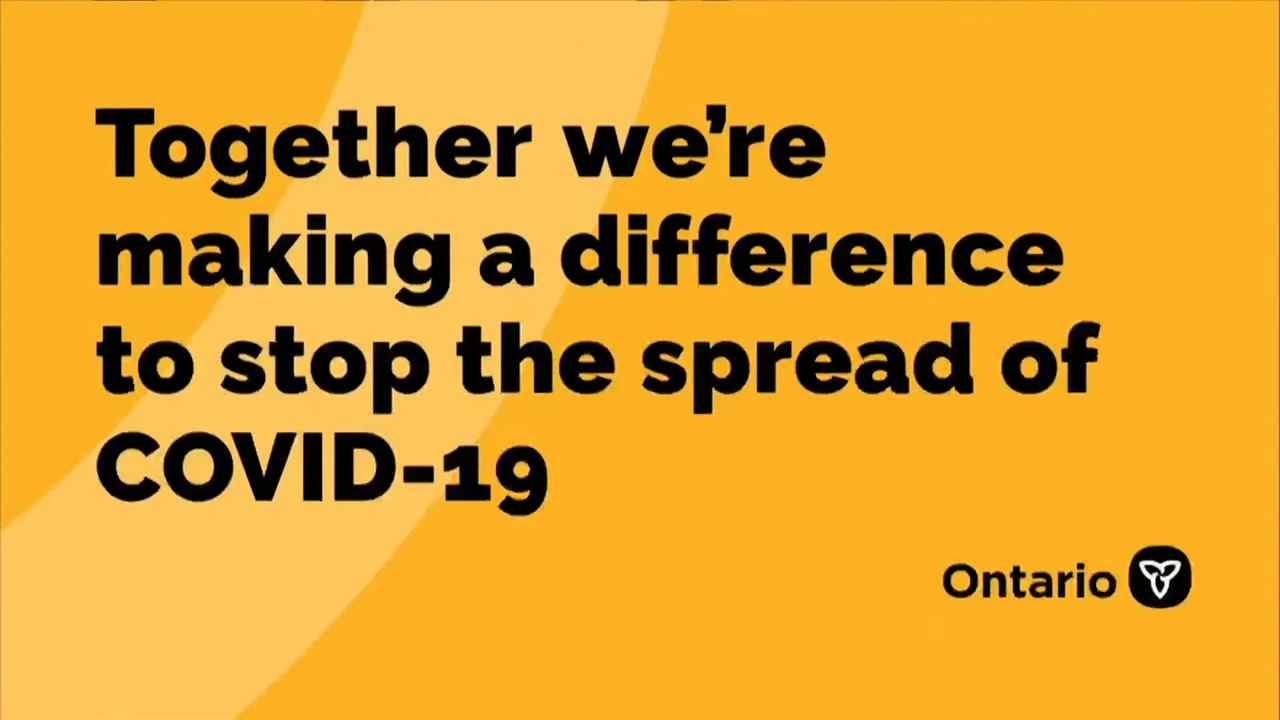 Together we’re
making a difference
to stop the spread of
COVID-19
Ontario